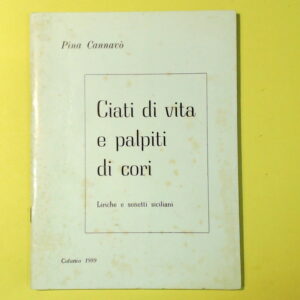 Pina Cannavò
Ciati di vita
e palpiti
di cori
Liriche e sonetti siciliani
Catania 1989